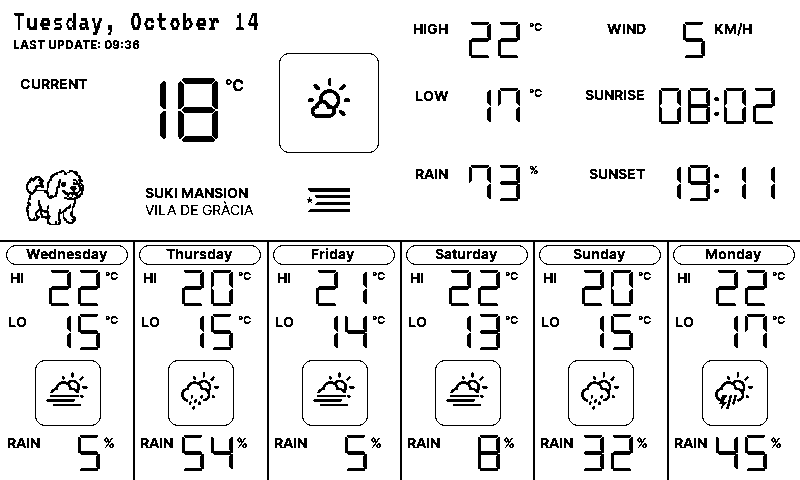 Tuesday, October 14
LAST UPDATE: 09:36
CURRENT 18 °C
SUKI MANSION
VILA DE GRÀCIA
HIGH 22 °C
LOW 17 °C
RAIN 73 %
WIND 5 KM/H
SUNRISE 08:02
SUNSET 19:11
Wednesday
HI 22 °C
LO 15 °C
RAIN 5 %
Thursday
HI 20 °C
LO 15 °C
RAIN 54 %
Friday
HI 21 °C
LO 14 °C
RAIN 5 %
Saturday
HI 22 °C
LO 13 °C
RAIN 8 %
Sunday
HI 20 °C
LO 15 °C
RAIN 32 %
Monday
HI 22 °C
LO 17 °C
RAIN 45 %